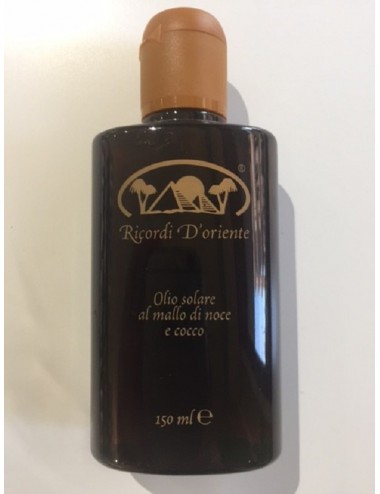 ®
Ricordi D'oriente
Olio solare
al mallo di noce
e cocco
150 ml ℮